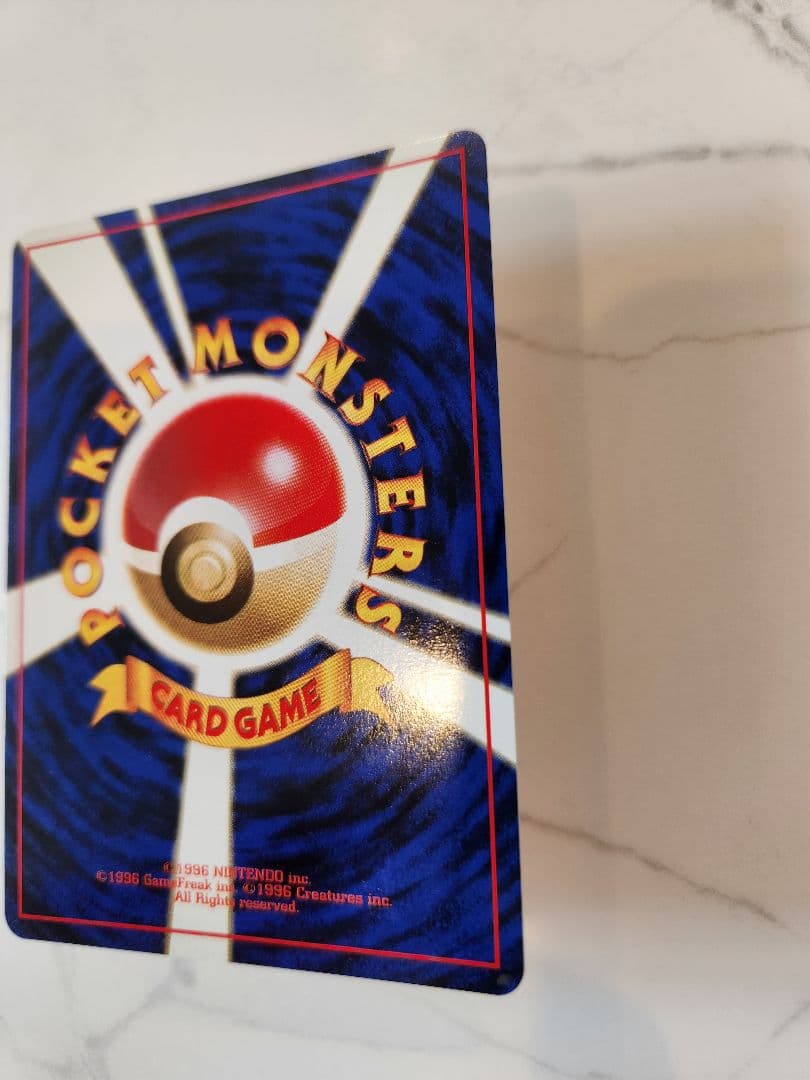 POCKET MONSTERS
CARD GAME
©1996 NINTENDO inc.
©1996 GameFreak inc. ©1996 Creatures inc.
All Rights reserved.